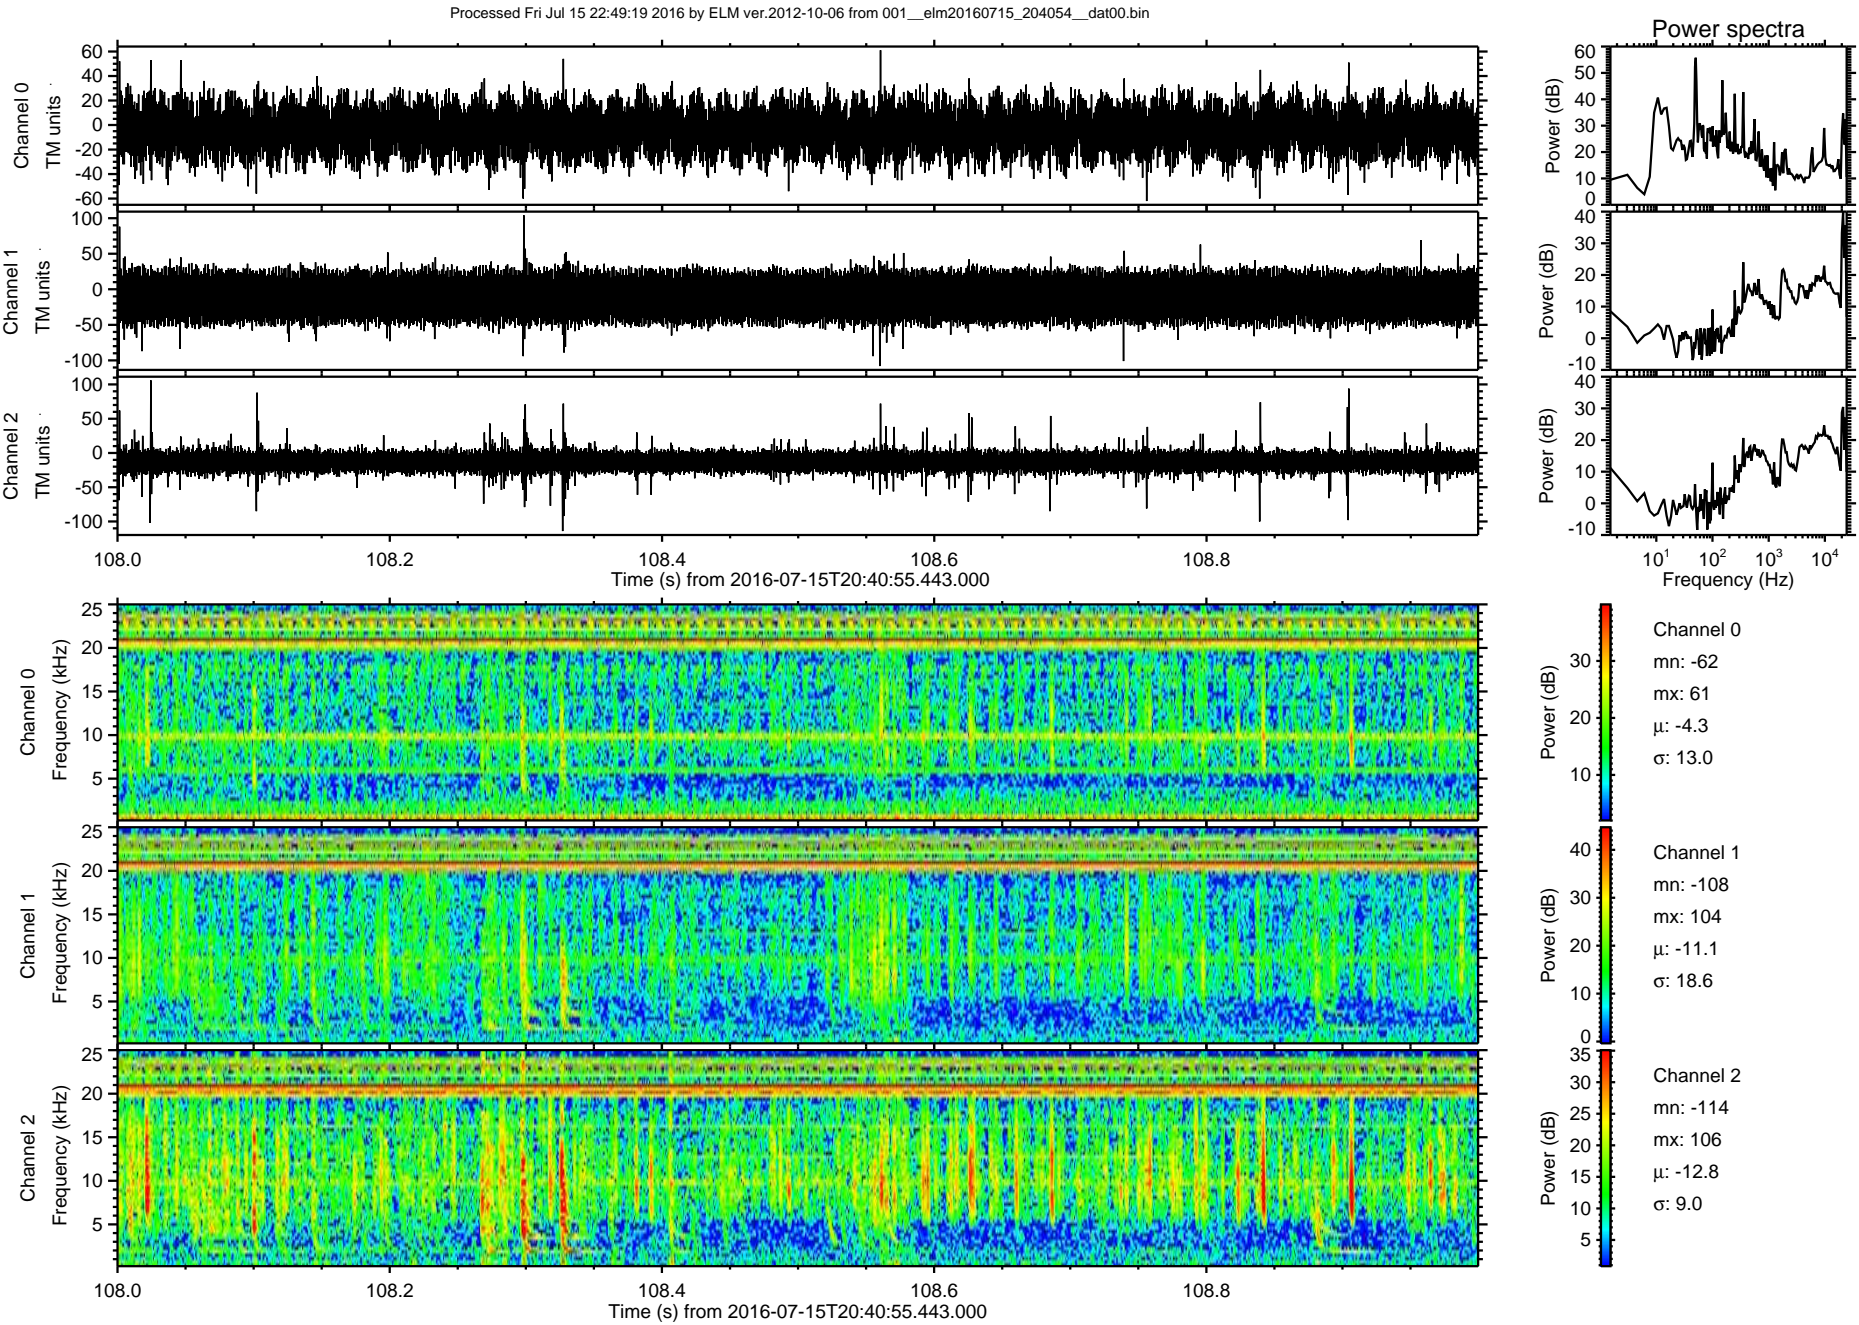 Processed Fri Jul 15 22:49:19 2016 by ELM ver.2012-10-06 from 001__elm20160715_204054__dat00.bin
Power spectra
Channel 0
TM units
60
40
20
0
-20
-40
-60
Power (dB)
60
50
40
30
20
10
0
Channel 1
TM units
100
50
0
-50
-100
Power (dB)
40
30
20
10
0
-10
Channel 2
TM units
100
50
0
-50
-100
Power (dB)
40
30
20
10
0
-10
108.0 108.2 108.4 108.6 108.8
Time (s) from 2016-07-15T20:40:55.443.000
10^1 10^2 10^3 10^4
Frequency (Hz)
Channel 0
Frequency (kHz)
25
20
15
10
5
Power (dB)
30
20
10
Channel 0
mn: -62
mx: 61
μ: -4.3
σ: 13.0
Channel 1
Frequency (kHz)
25
20
15
10
5
Power (dB)
40
30
20
10
0
Channel 1
mn: -108
mx: 104
μ: -11.1
σ: 18.6
Channel 2
Frequency (kHz)
25
20
15
10
5
Power (dB)
35
30
25
20
15
10
5
Channel 2
mn: -114
mx: 106
μ: -12.8
σ: 9.0
108.0 108.2 108.4 108.6 108.8
Time (s) from 2016-07-15T20:40:55.443.000